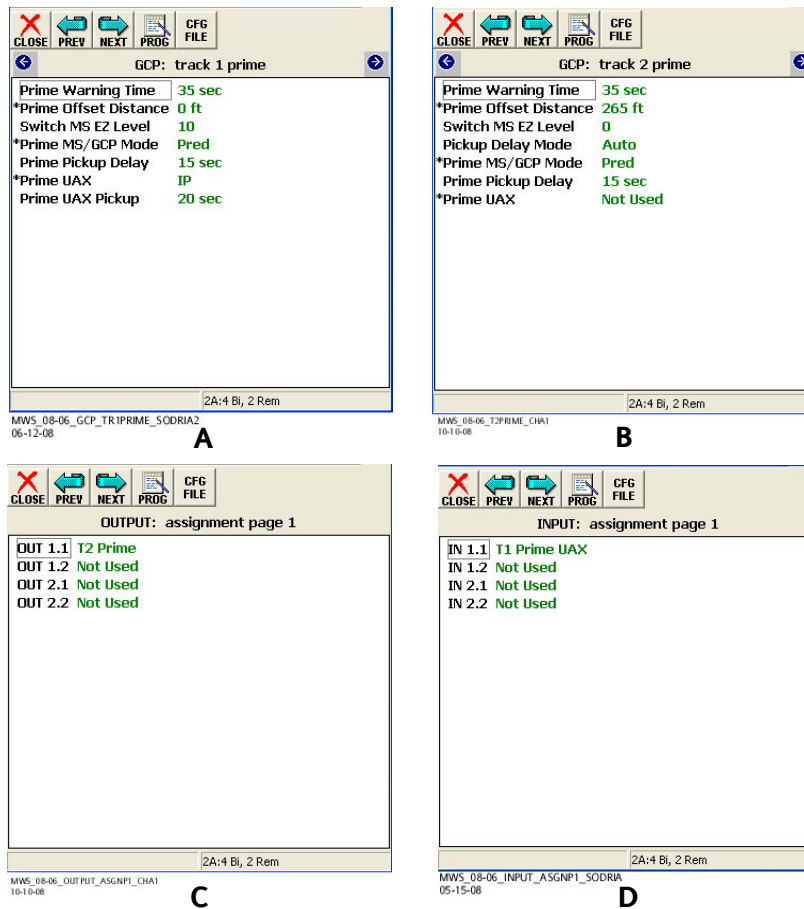 CLOSE PREV NEXT PROG CFG FILE
GCP: track 1 prime
Prime Warning Time 35 sec
*Prime Offset Distance 0 ft
Switch MS EZ Level 10
*Prime MS/GCP Mode Pred
Prime Pickup Delay 15 sec
*Prime UAX IP
Prime UAX Pickup 20 sec
2A:4 Bi, 2 Rem
MWS_08-06_GCP_TR1PRIME_SODRIA2
06-12-08
A
CLOSE PREV NEXT PROG CFG FILE
GCP: track 2 prime
Prime Warning Time 35 sec
*Prime Offset Distance 265 ft
Switch MS EZ Level 0
Pickup Delay Mode Auto
*Prime MS/GCP Mode Pred
Prime Pickup Delay 15 sec
*Prime UAX Not Used
2A:4 Bi, 2 Rem
MWS_08-06_T2PRIME_CHA1
10-10-08
B
CLOSE PREV NEXT PROG CFG FILE
OUTPUT: assignment page 1
OUT 1.1 T2 Prime
OUT 1.2 Not Used
OUT 2.1 Not Used
OUT 2.2 Not Used
2A:4 Bi, 2 Rem
MWS_08-06_OUTPUT_ASGNP1_CHA1
10-10-08
C
CLOSE PREV NEXT PROG CFG FILE
INPUT: assignment page 1
IN 1.1 T1 Prime UAX
IN 1.2 Not Used
IN 2.1 Not Used
IN 2.2 Not Used
2A:4 Bi, 2 Rem
MWS_08-06_INPUT_ASGNP1_SODRIA
05-15-08
D